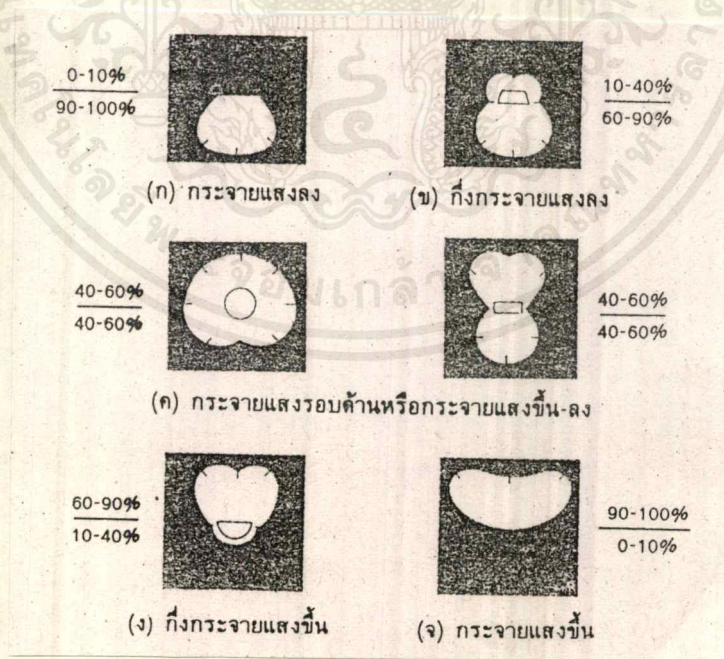 0-10%
90-100%
10-40%
60-90%
(ก) กระจายแสงลง
(ข) กึ่งกระจายแสงลง
40-60%
40-60%
40-60%
40-60%
(ค) กระจายแสงรอบด้านหรือกระจายแสงขึ้น-ลง
60-90%
10-40%
90-100%
0-10%
(ง) กึ่งกระจายแสงขึ้น
(จ) กระจายแสงขึ้น